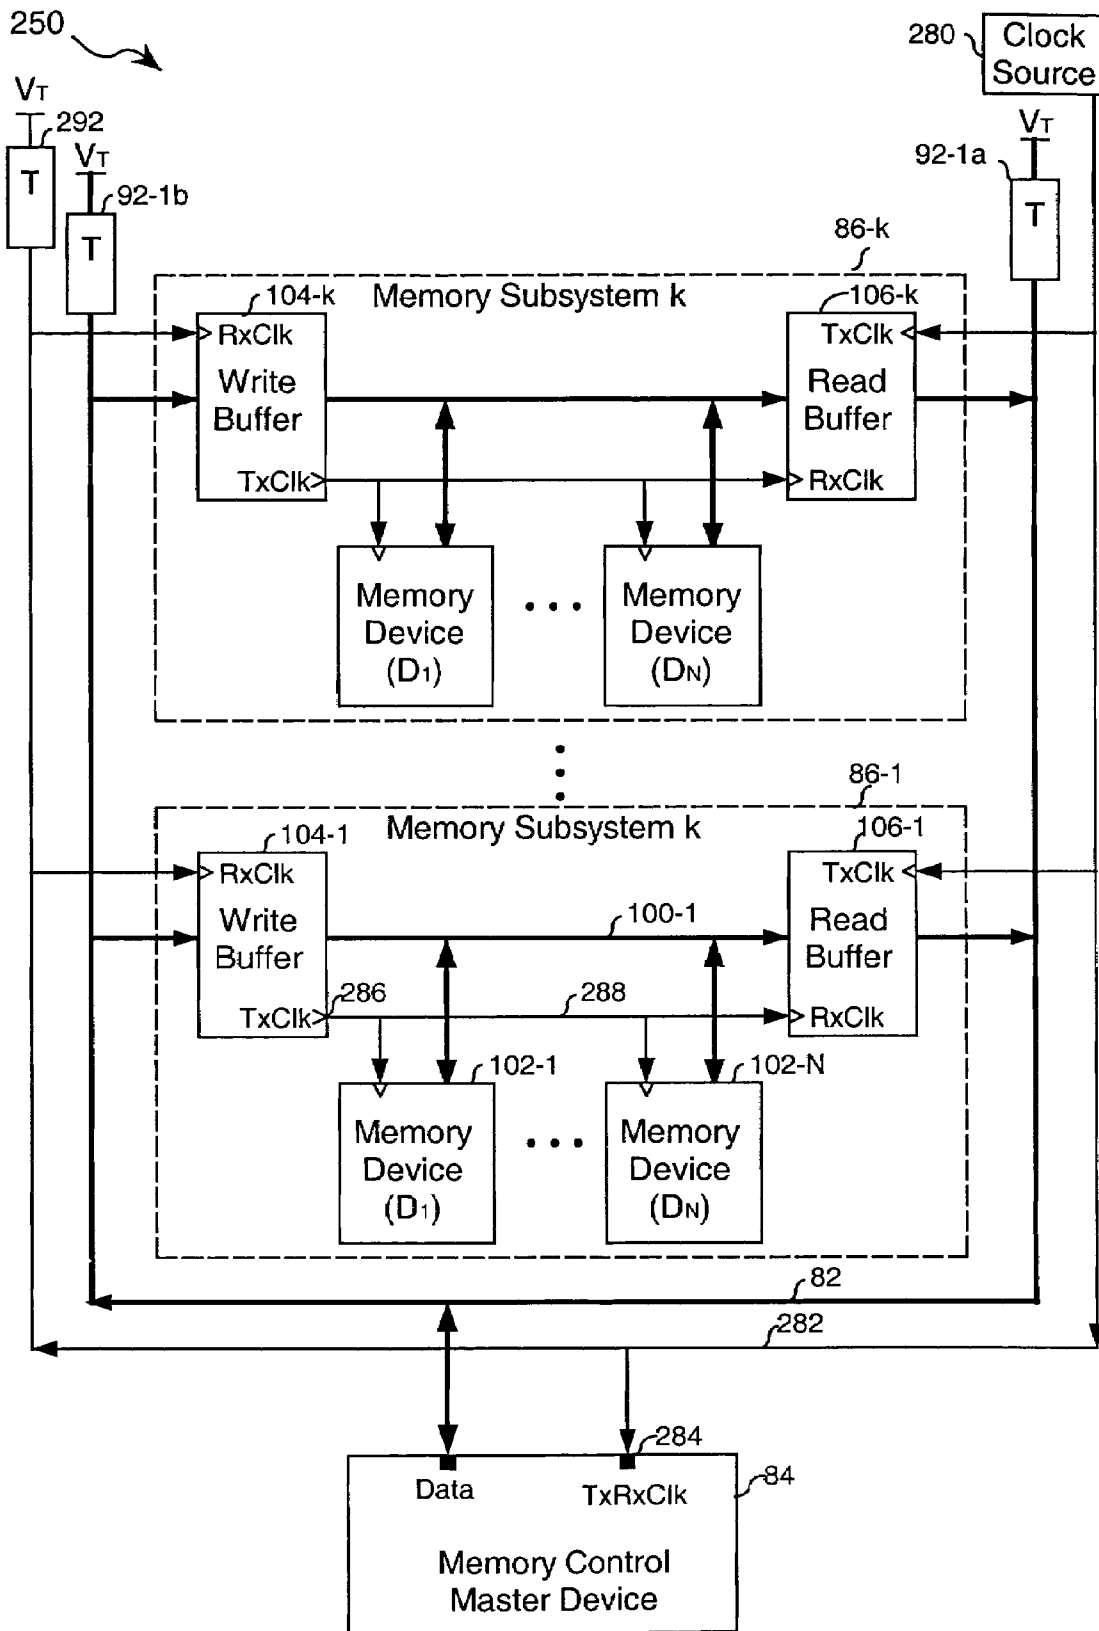 250
280
Clock
Source
VT
292
T
VT
92-1b
T
VT
92-1a
T
86-k
104-k
Memory Subsystem k
106-k
RxClk
Write
Buffer
TxClk
TxClk
Read
Buffer
RxClk
Memory
Device
(D1)
Memory
Device
(DN)
86-1
Memory Subsystem k
104-1
106-1
RxClk
Write
Buffer
TxClk
286
100-1
288
TxClk
Read
Buffer
RxClk
102-1
102-N
Memory
Device
(D1)
Memory
Device
(DN)
82
282
284
84
Data
TxRxClk
Memory Control
Master Device